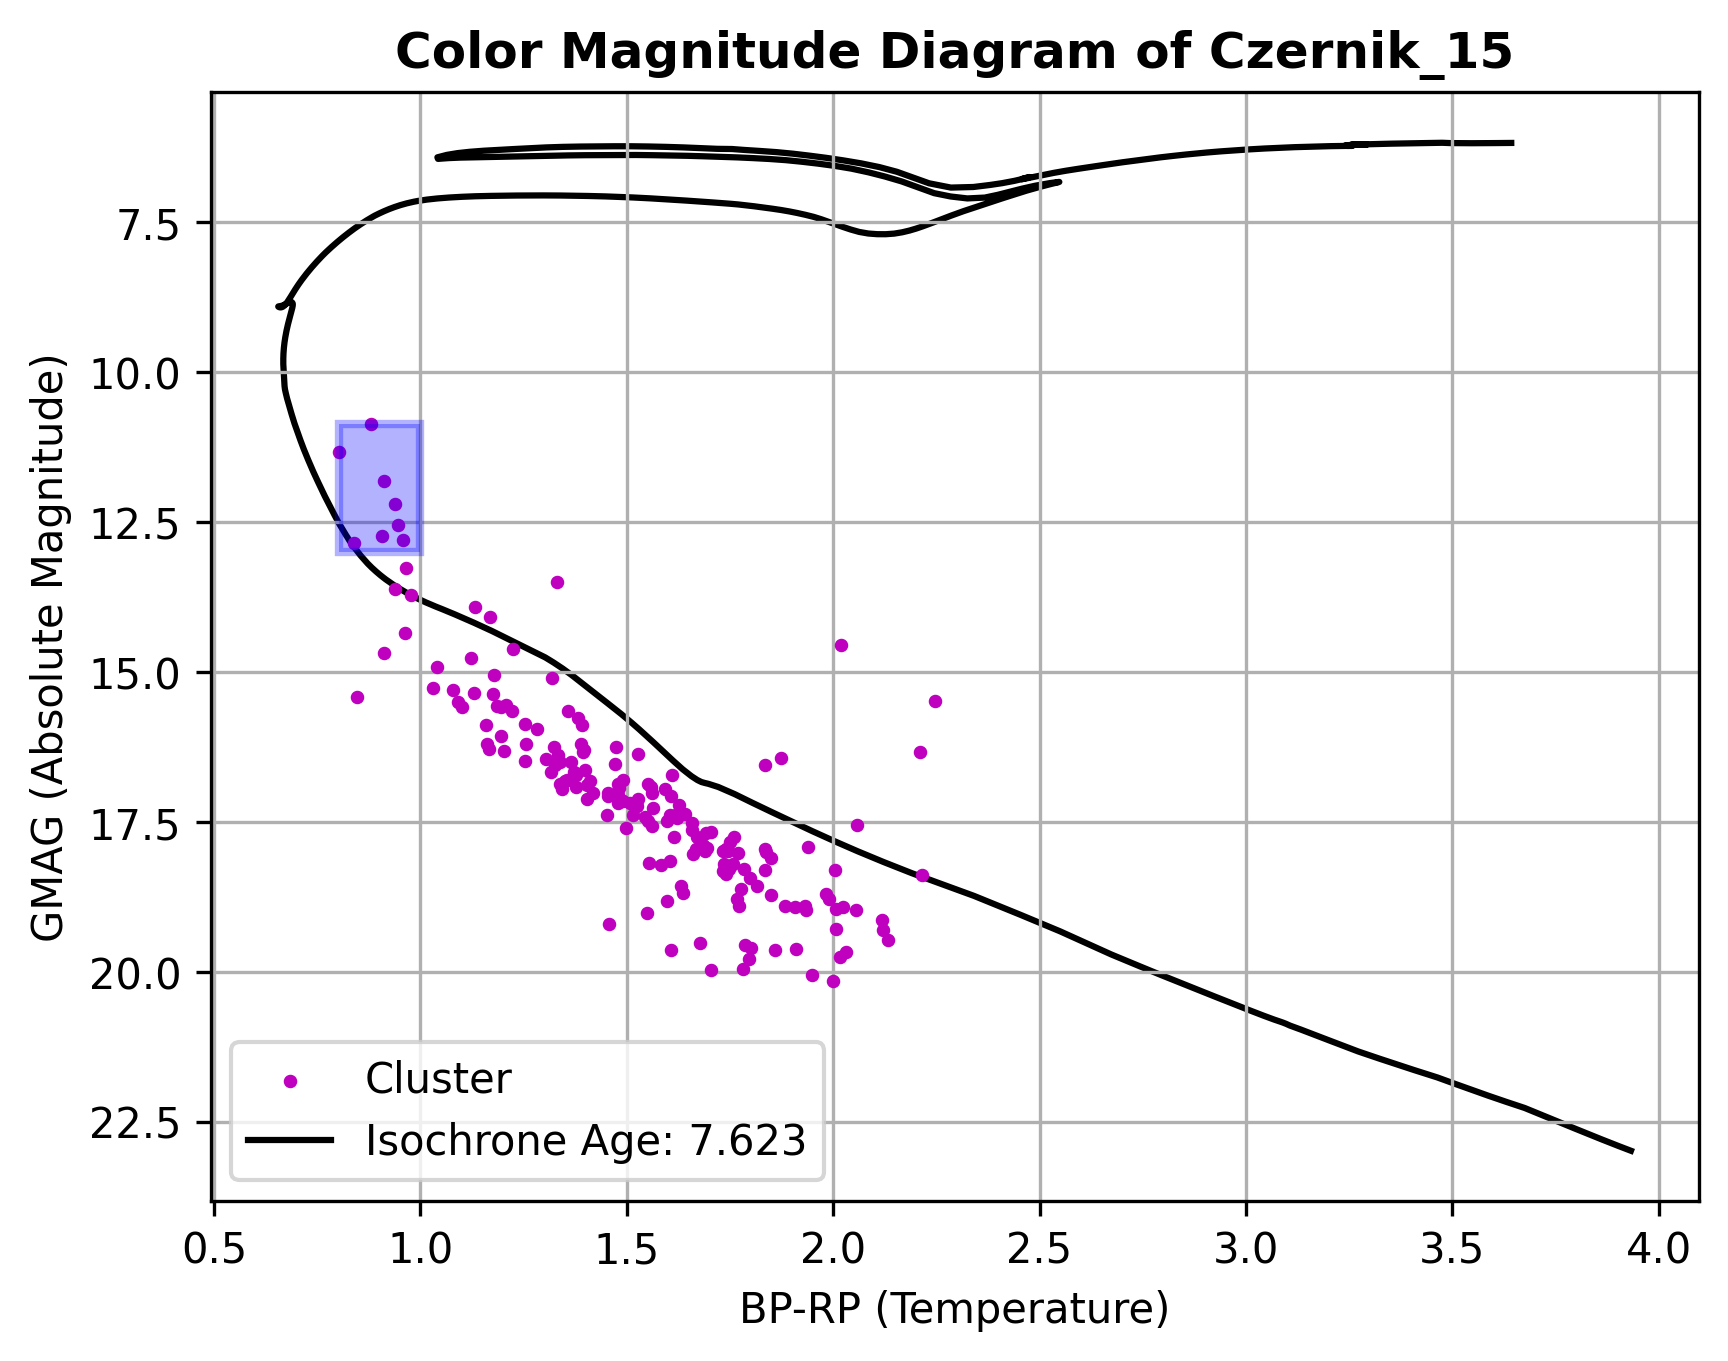 Color Magnitude Diagram of Czernik_15
GMAG (Absolute Magnitude)
7.5
10.0
12.5
15.0
17.5
20.0
22.5
Cluster
Isochrone Age: 7.623
0.5 1.0 1.5 2.0 2.5 3.0 3.5 4.0
BP-RP (Temperature)